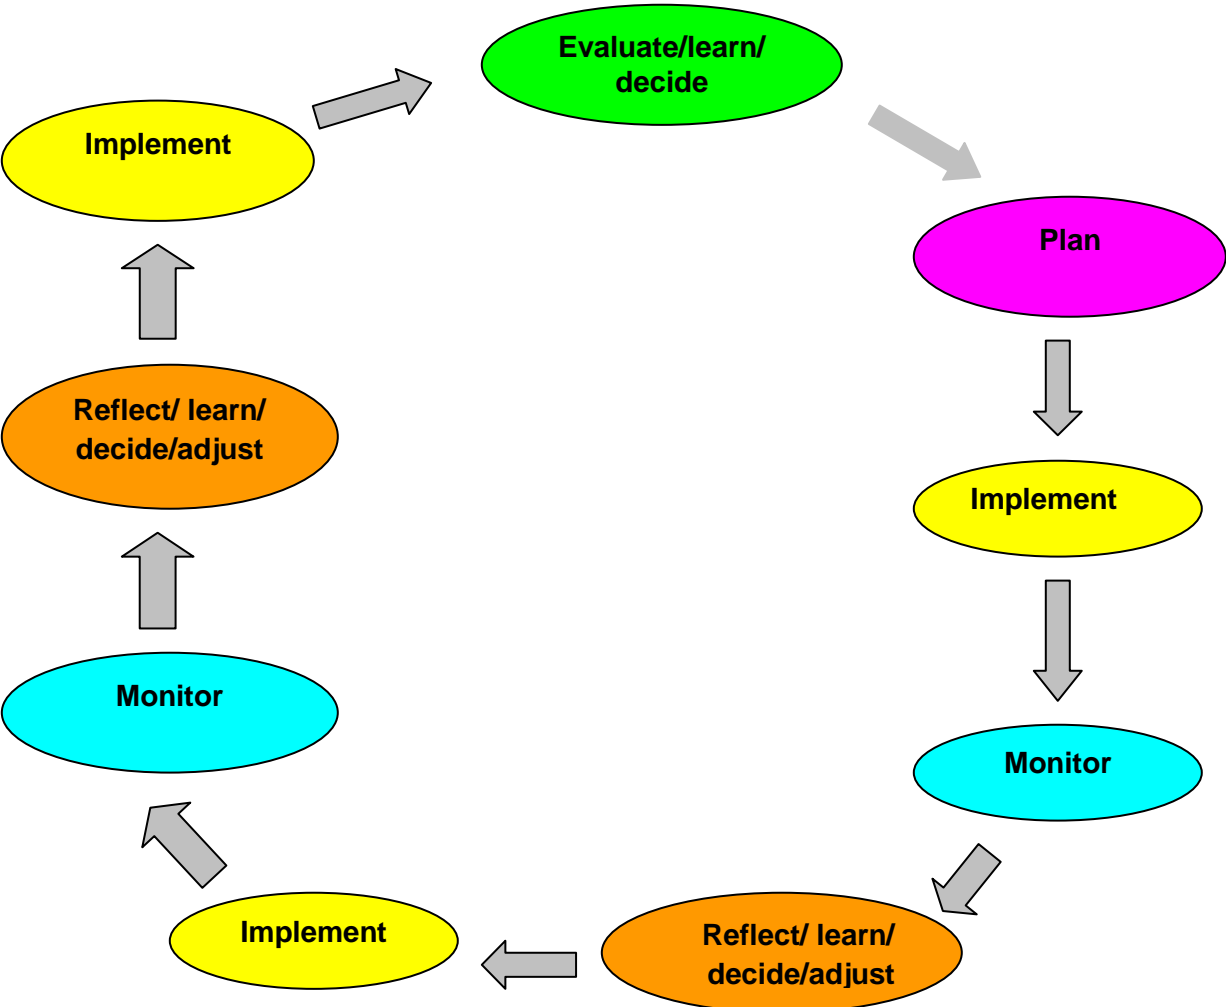 Evaluate/learn/
decide
Plan
Implement
Monitor
Reflect/ learn/
decide/adjust
Implement
Monitor
Reflect/ learn/
decide/adjust
Implement